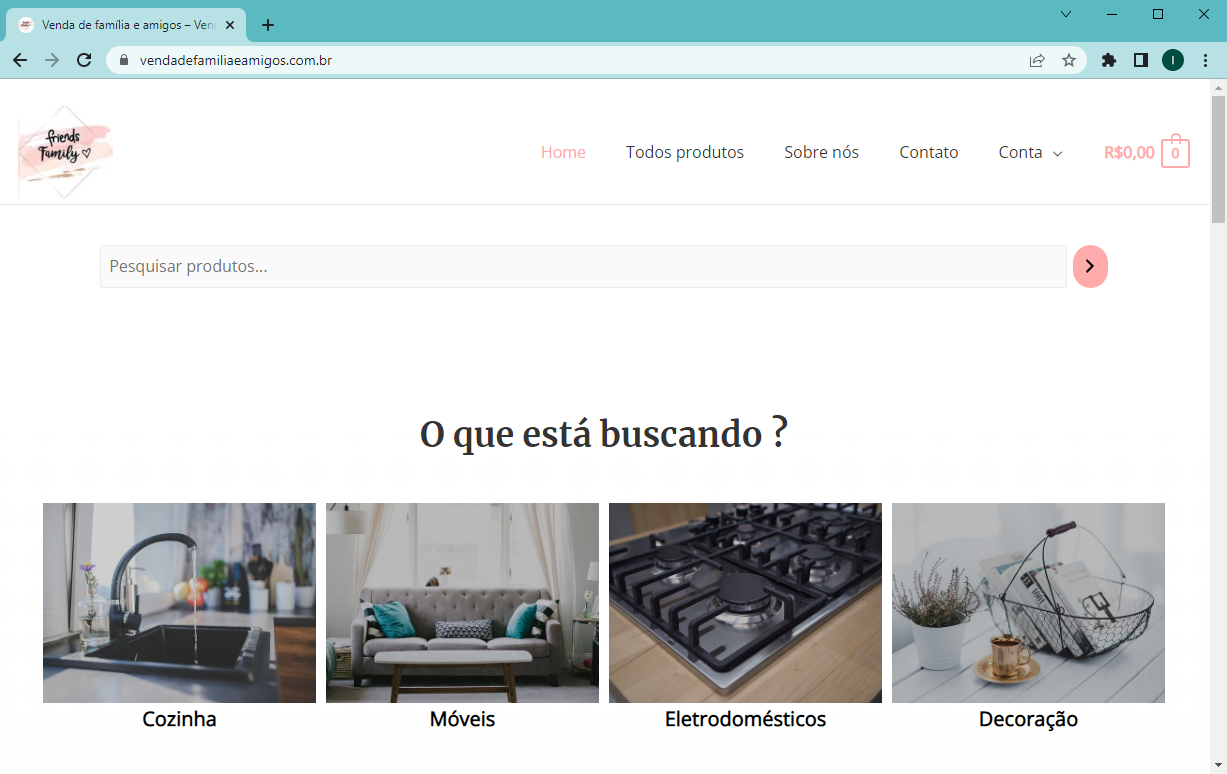 Venda de família e amigos – Venc
vendadefamiliaeamigos.com.br
I
friends
Family
Home
Todos produtos
Sobre nós
Contato
Conta
R$0,00
0
Pesquisar produtos...
O que está buscando ?
Cozinha
Móveis
Eletrodomésticos
Decoração